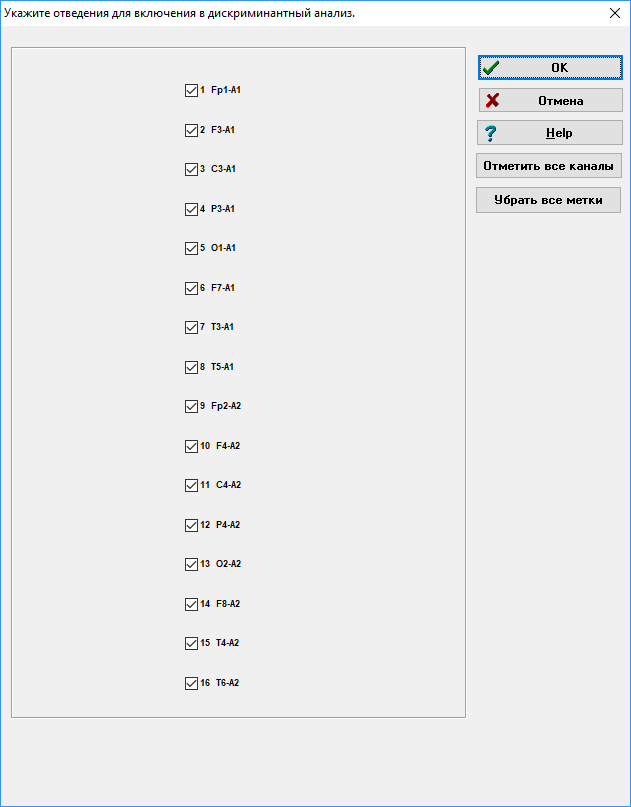 Укажите отведения для включения в дискриминантный анализ.
1 Fp1-A1
2 F3-A1
3 C3-A1
4 P3-A1
5 O1-A1
6 F7-A1
7 T3-A1
8 T5-A1
9 Fp2-A2
10 F4-A2
11 C4-A2
12 P4-A2
13 O2-A2
14 F8-A2
15 T4-A2
16 T6-A2
OK
Отмена
Help
Отметить все каналы
Убрать все метки